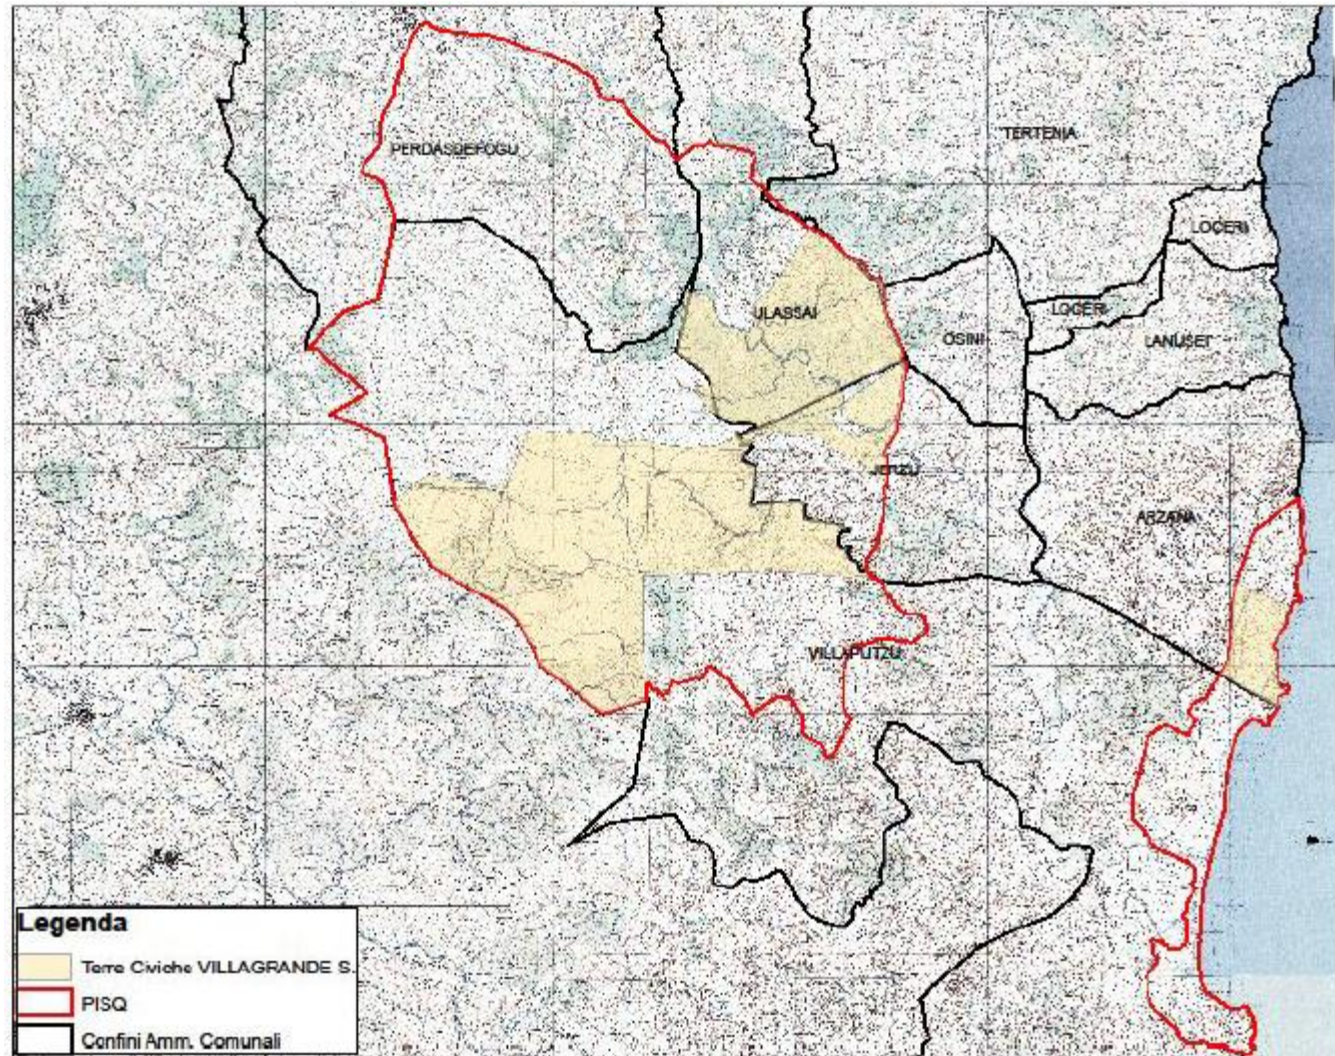 PERDASDEFOGU
TERTENIA
LOCERI
ULASSAI
LOCERI
OSINI
LANUSEI
JERZU
ARZANA
VILLAPUTZU
Legenda
Terre Civiche VILLAGRANDE S.
PISQ
Confini Amm. Comunali